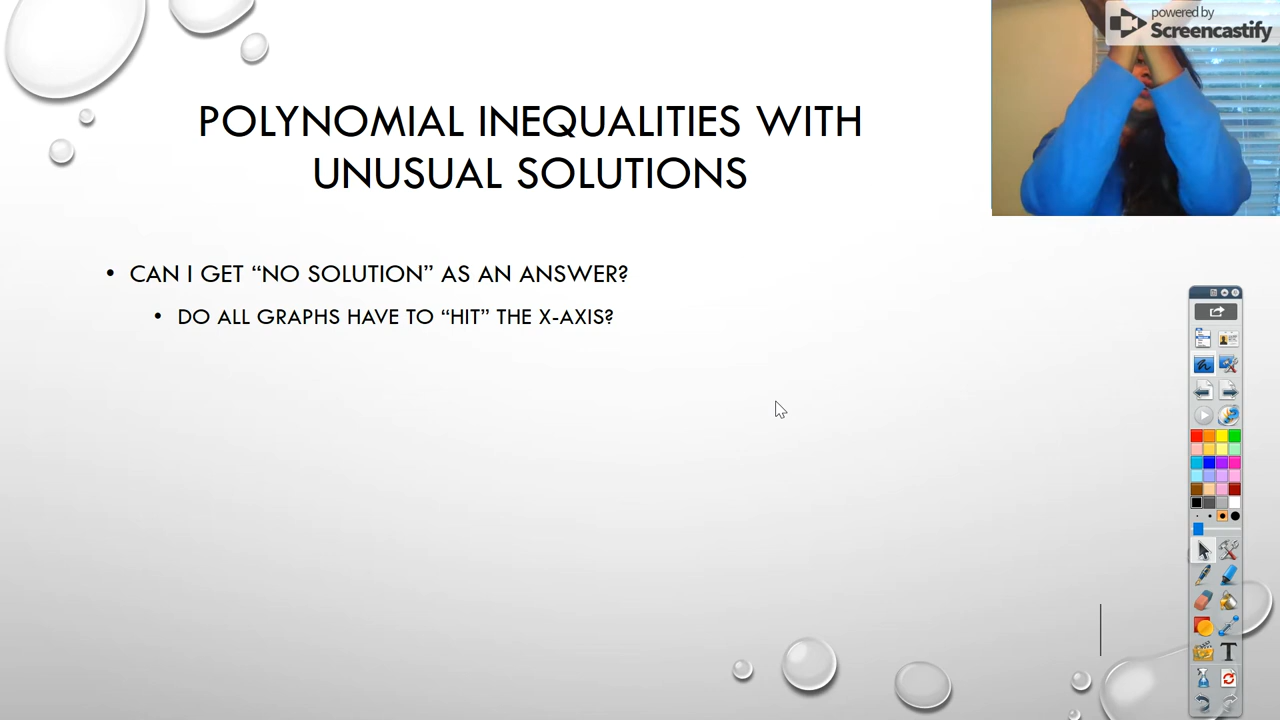 powered by
Screencastify
POLYNOMIAL INEQUALITIES WITH
UNUSUAL SOLUTIONS
• CAN I GET “NO SOLUTION” AS AN ANSWER?
• DO ALL GRAPHS HAVE TO “HIT” THE X-AXIS?